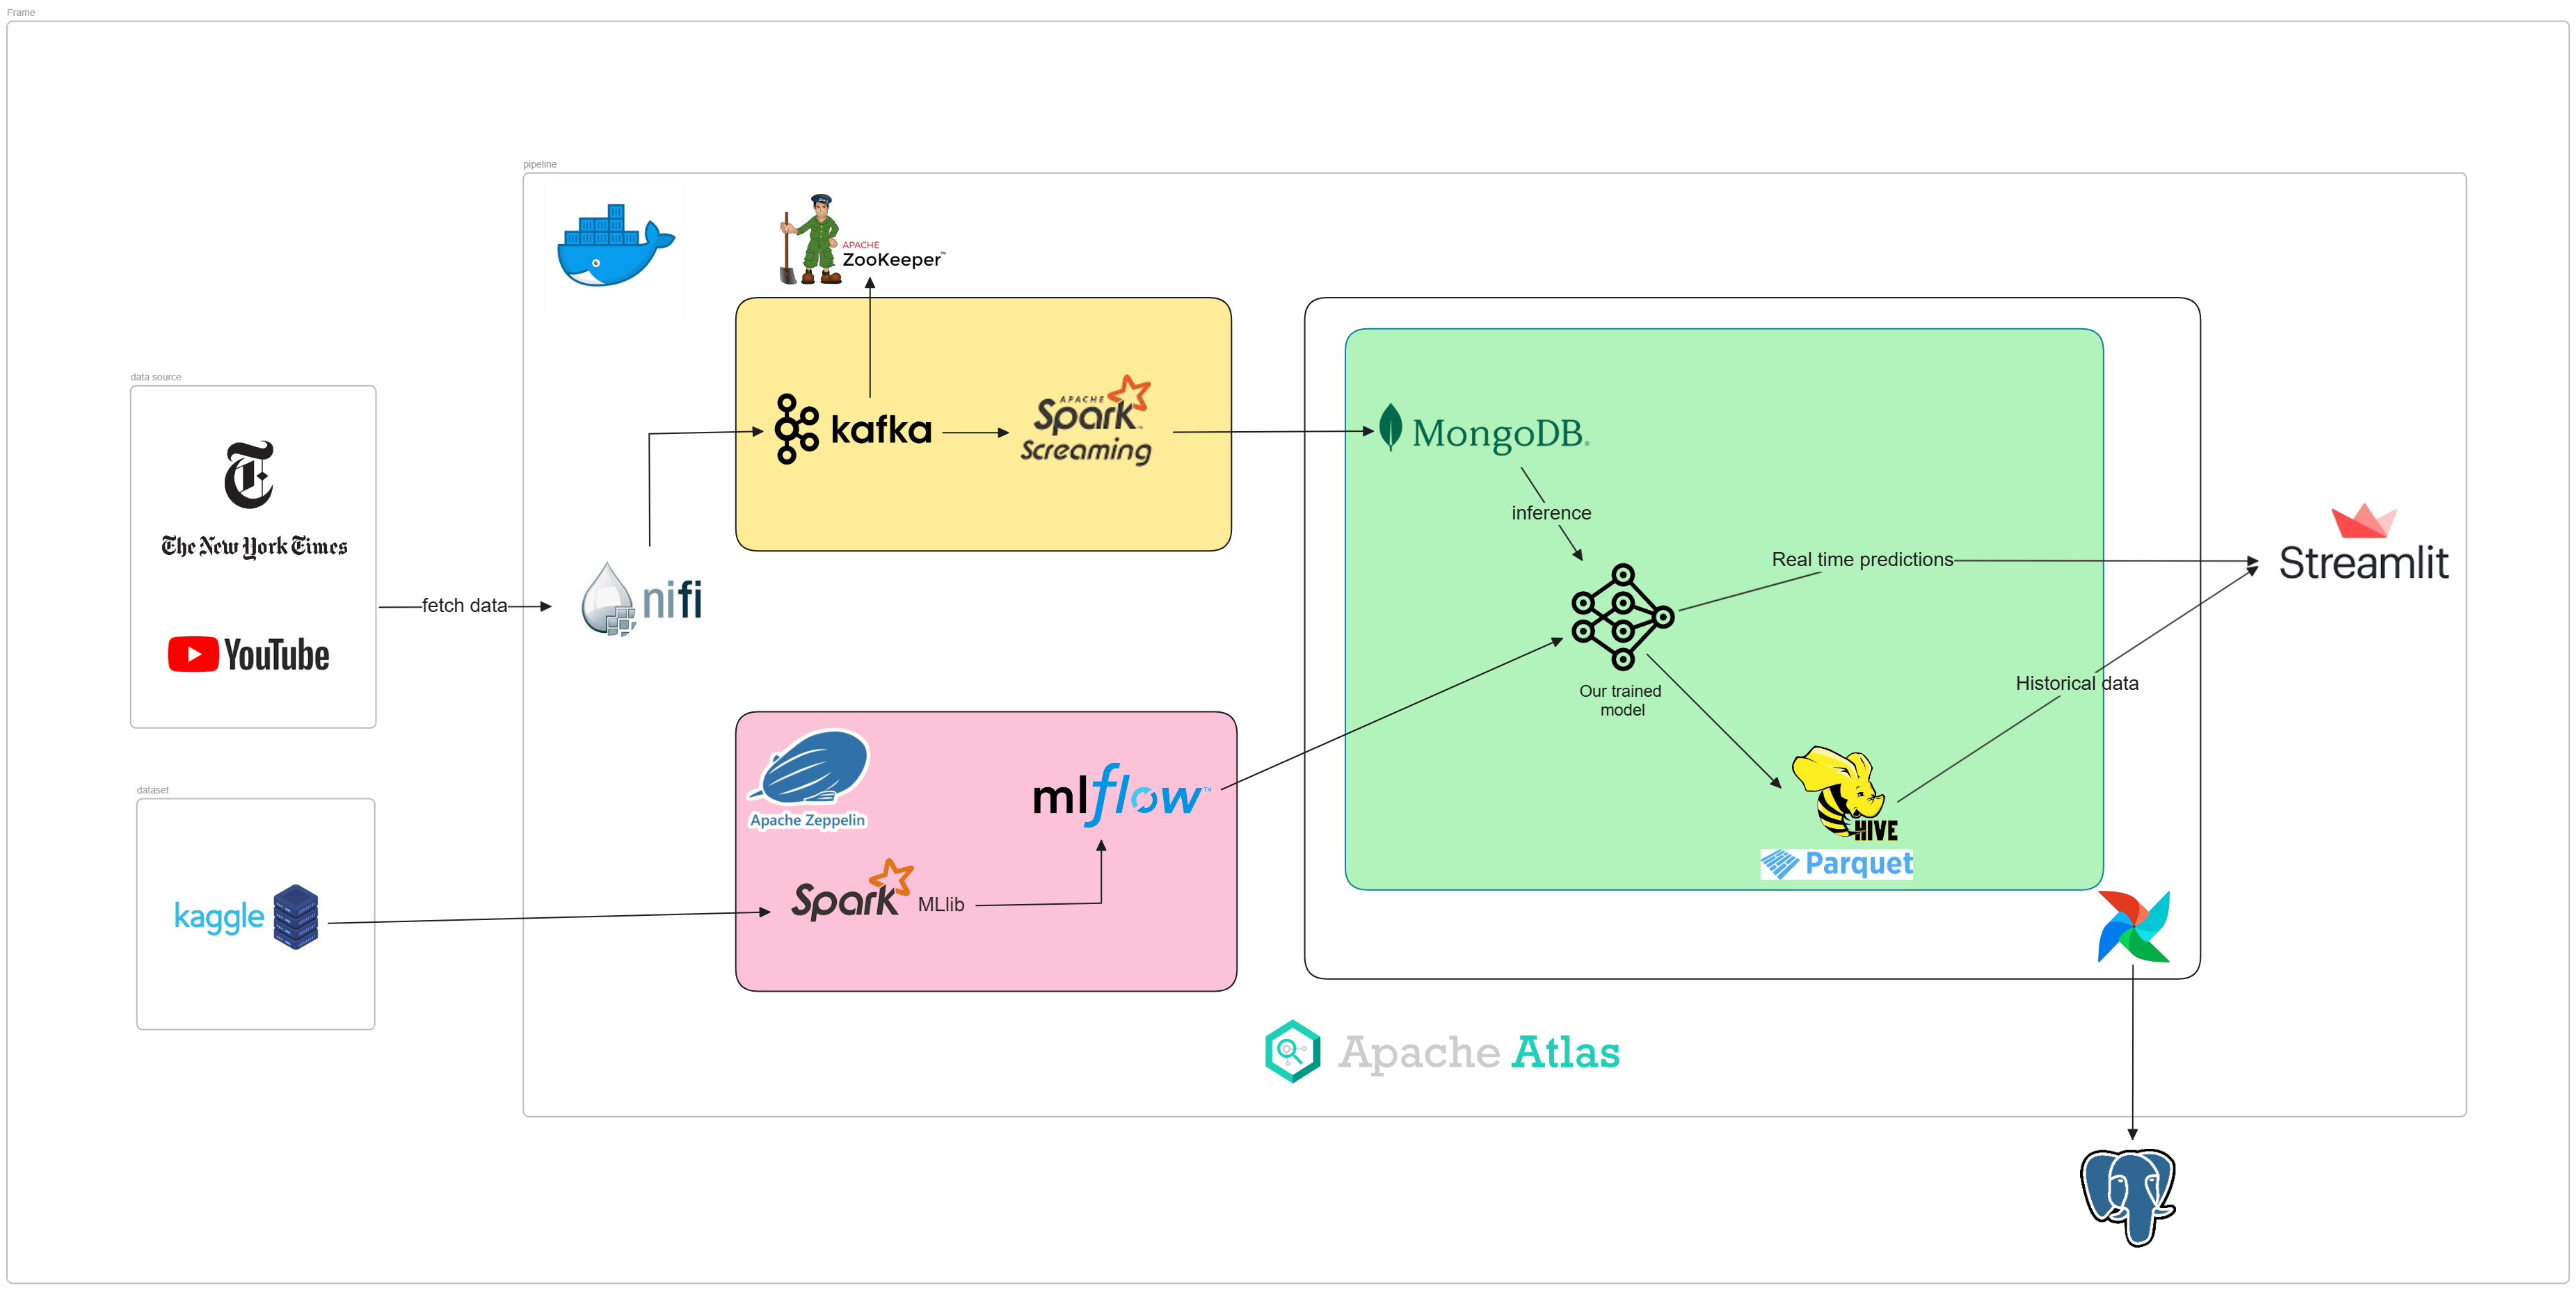 Frame
pipeline
APACHE
ZooKeeper™
data source
The New York Times
YouTube
fetch data
nifi
kafka
APACHE
Spark™
Screaming
MongoDB®
inference
Real time predictions
Streamlit
Our trained
model
Historical data
HIVE
Parquet
dataset
kaggle
Apache Zeppelin
mlflow™
Spark MLlib
Apache Atlas